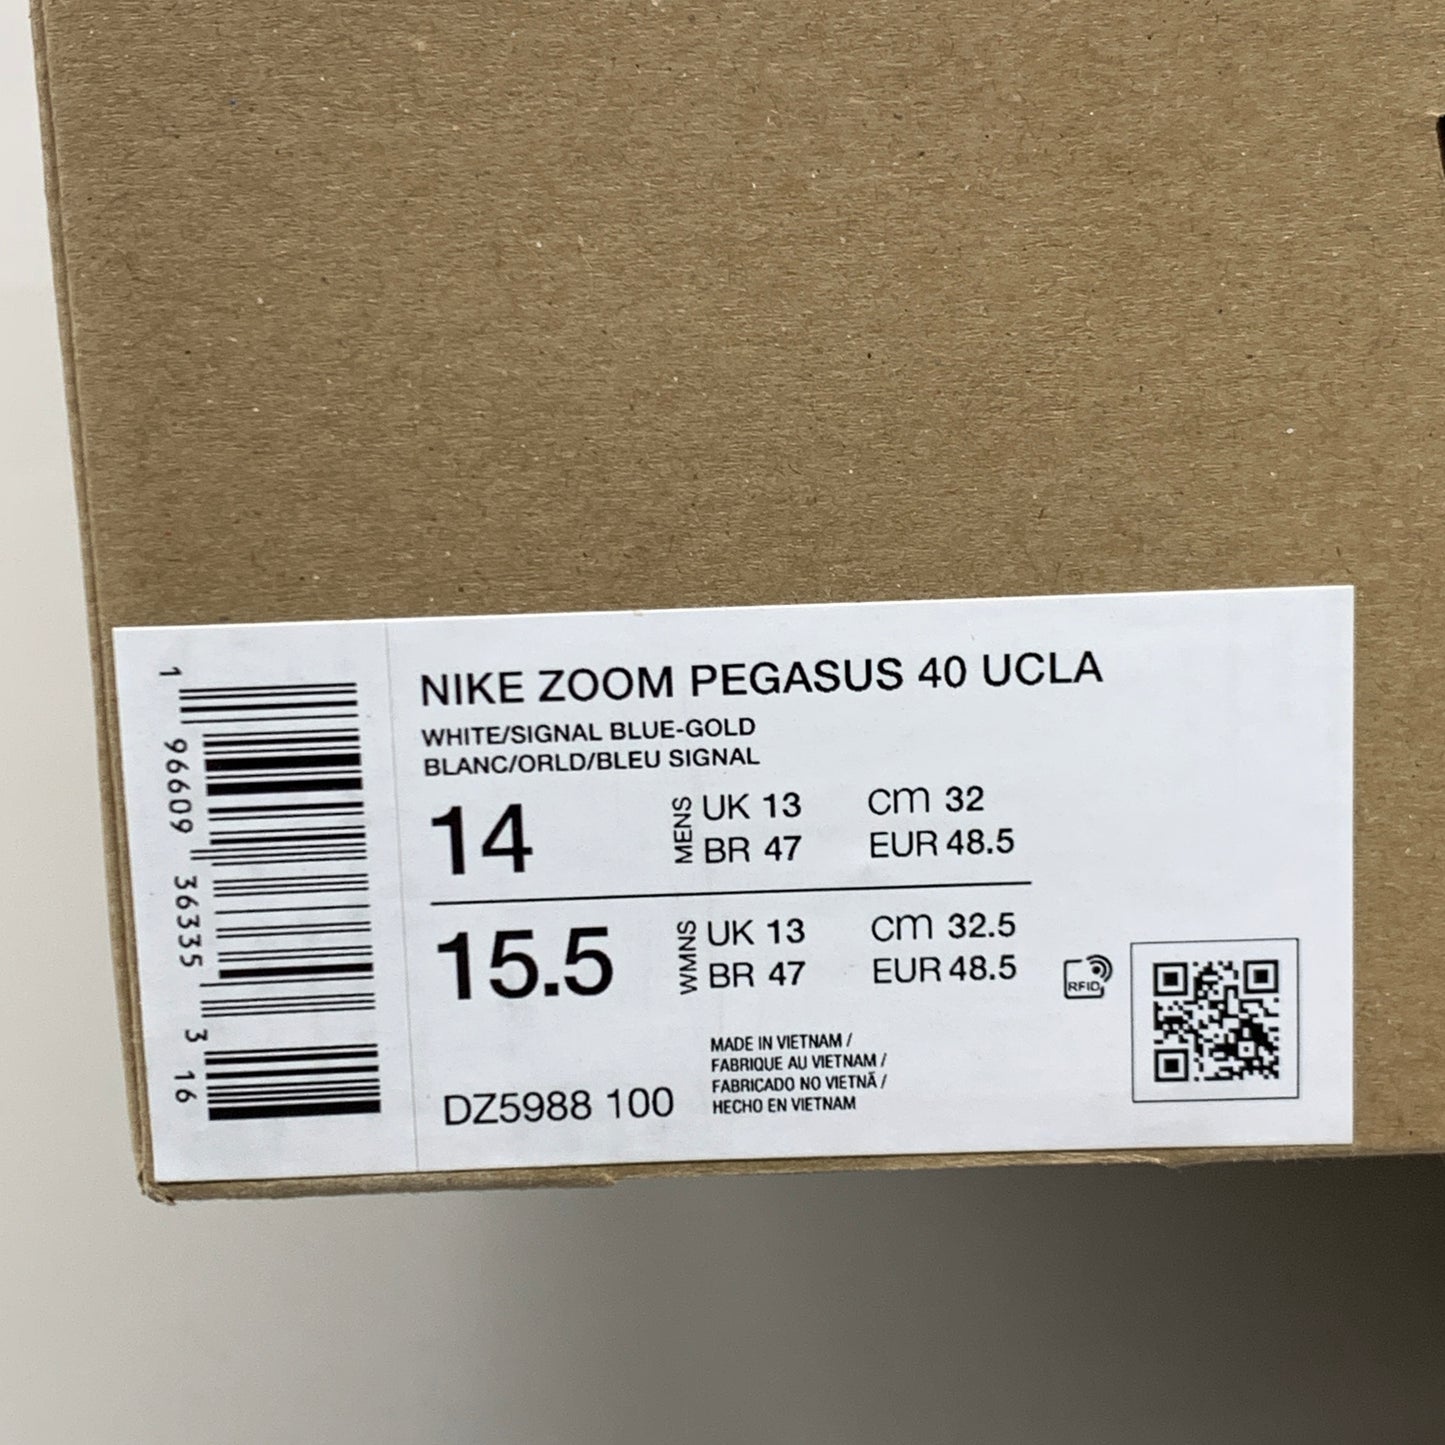 NIKE ZOOM PEGASUS 40 UCLA
WHITE/SIGNAL BLUE-GOLD
BLANC/ORLD/BLEU SIGNAL
14 MENS UK 13 CM 32
BR 47 EUR 48.5
15.5 WMNS UK 13 CM 32.5
BR 47 EUR 48.5
RFID
MADE IN VIETNAM /
FABRIQUE AU VIETNAM /
FABRICADO NO VIETNÃ /
HECHO EN VIETNAM
DZ5988 100
1 96609 36335 3 16